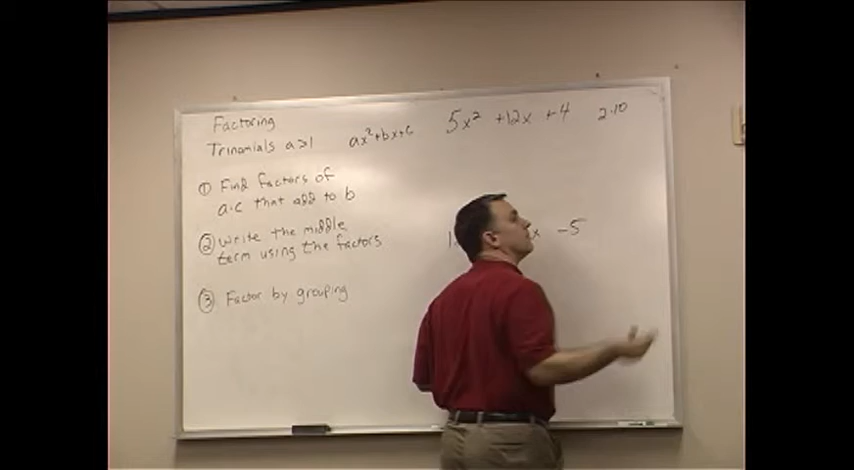 Factoring
Trinomials a>1
ax²+bx+c
5x² +12x +4
2·10
① Find factors of
a·c that add to b
② Write the middle
term using the factors
③ Factor by grouping
x -5